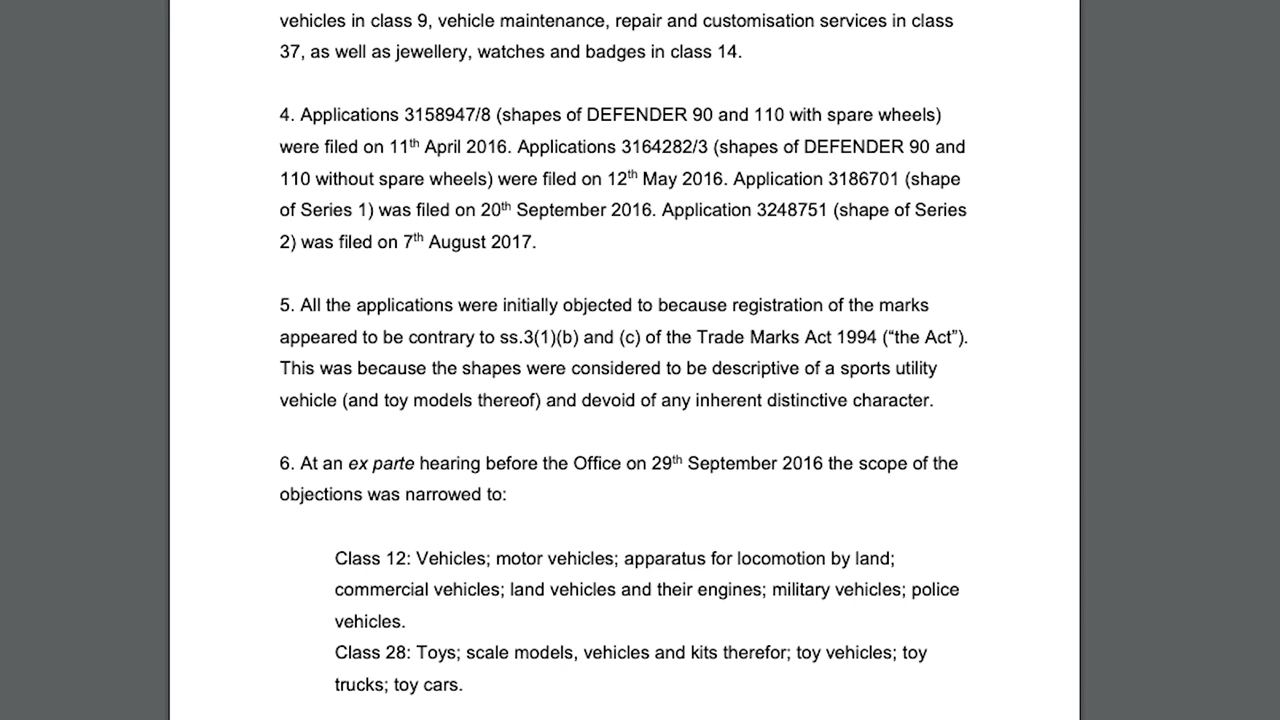 vehicles in class 9, vehicle maintenance, repair and customisation services in class
37, as well as jewellery, watches and badges in class 14.
4. Applications 3158947/8 (shapes of DEFENDER 90 and 110 with spare wheels)
were filed on 11th April 2016. Applications 3164282/3 (shapes of DEFENDER 90 and
110 without spare wheels) were filed on 12th May 2016. Application 3186701 (shape
of Series 1) was filed on 20th September 2016. Application 3248751 (shape of Series
2) was filed on 7th August 2017.
5. All the applications were initially objected to because registration of the marks
appeared to be contrary to ss.3(1)(b) and (c) of the Trade Marks Act 1994 (“the Act”).
This was because the shapes were considered to be descriptive of a sports utility
vehicle (and toy models thereof) and devoid of any inherent distinctive character.
6. At an ex parte hearing before the Office on 29th September 2016 the scope of the
objections was narrowed to:
Class 12: Vehicles; motor vehicles; apparatus for locomotion by land;
commercial vehicles; land vehicles and their engines; military vehicles; police
vehicles.
Class 28: Toys; scale models, vehicles and kits therefor; toy vehicles; toy
trucks; toy cars.